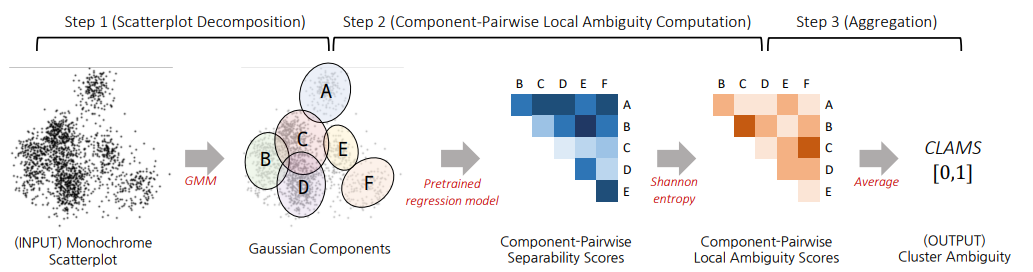 Step 1 (Scatterplot Decomposition)
Step 2 (Component-Pairwise Local Ambiguity Computation)
Step 3 (Aggregation)
(INPUT) Monochrome
Scatterplot
GMM
A
B
C
D
E
F
Gaussian Components
Pretrained
regression model
B C D E F
A
B
C
D
E
Component-Pairwise
Separability Scores
Shannon
entropy
B C D E F
A
B
C
D
E
Component-Pairwise
Local Ambiguity Scores
Average
CLAMS
[0,1]
(OUTPUT)
Cluster Ambiguity